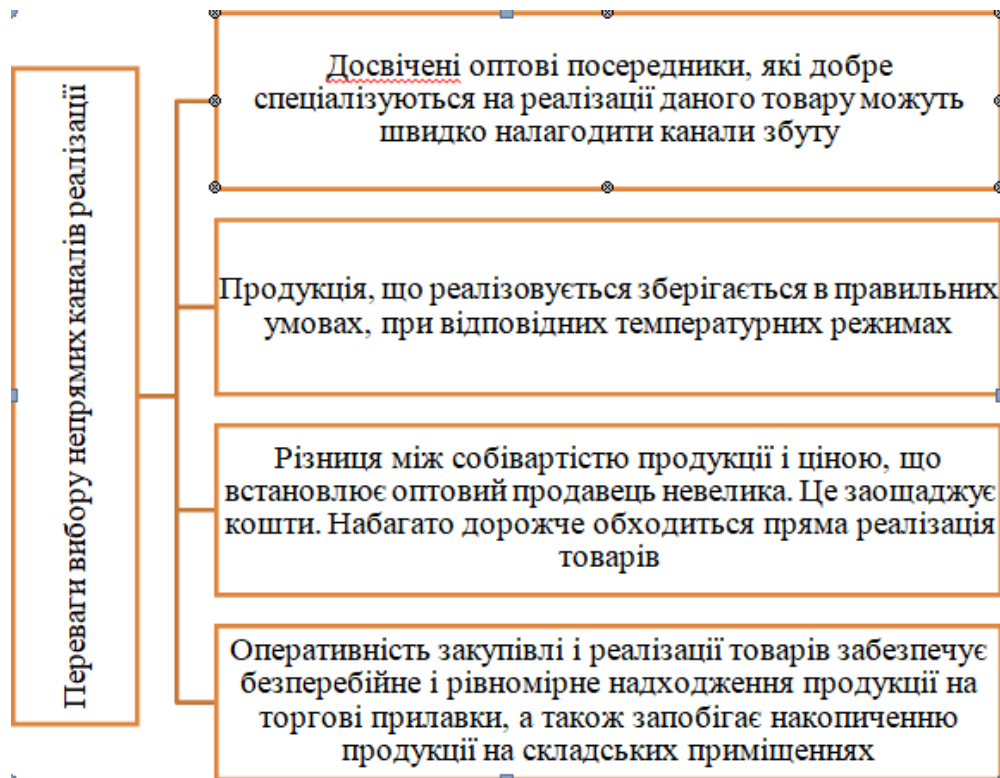 Переваги вибору непрямих каналів реалізації
Досвічені оптові посередники, які добре
спеціалізуються на реалізації даного товару можуть
швидко налагодити канали збуту
Продукція, що реалізовується зберігається в правильних
умовах, при відповідних температурних режимах
Різниця між собівартістю продукції і ціною, що
встановлює оптовий продавець невелика. Це заощаджує
кошти. Набагато дорожче обходиться пряма реалізація
товарів
Оперативність закупівлі і реалізації товарів забезпечує
безперебійне і рівномірне надходження продукції на
торгові прилавки, а також запобігає накопиченню
продукції на складських приміщеннях